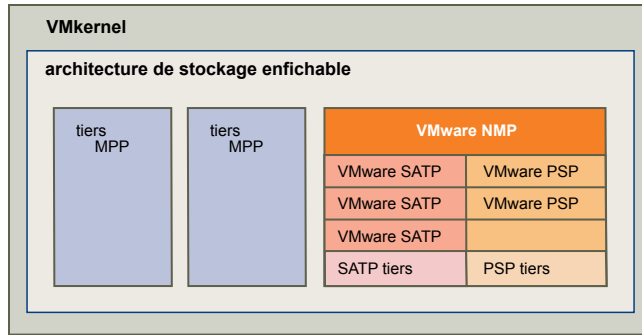 VMkernel
architecture de stockage enfichable
tiers
MPP
tiers
MPP
VMware NMP
VMware SATP
VMware PSP
VMware SATP
VMware PSP
VMware SATP
SATP tiers
PSP tiers